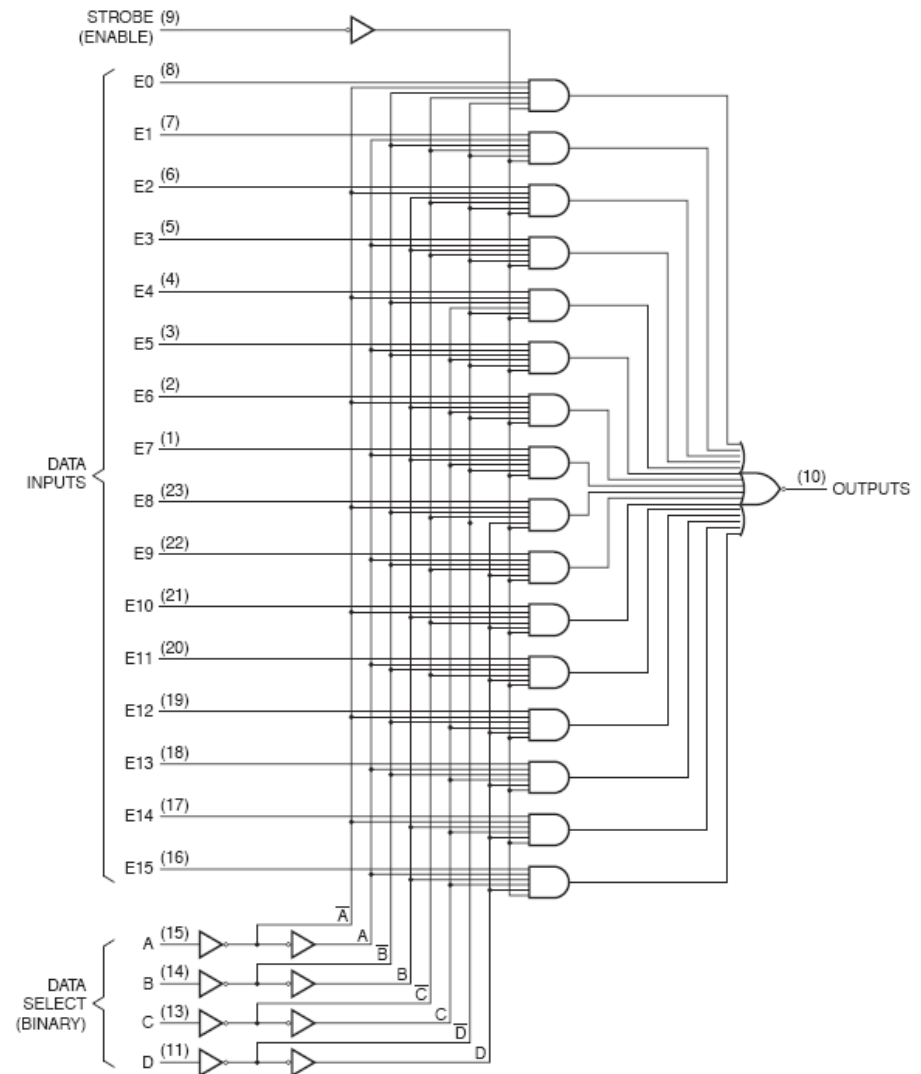 STROBE (9)
(ENABLE)
E0 (8)
E1 (7)
E2 (6)
E3 (5)
E4 (4)
E5 (3)
E6 (2)
E7 (1)
DATA
INPUTS
(10) OUTPUTS
E8 (23)
E9 (22)
E10 (21)
E11 (20)
E12 (19)
E13 (18)
E14 (17)
E15 (16)
A̅
A (15) A
B̅
B (14) B
DATA
SELECT
(BINARY)
C̅
C (13) C
D̅
D (11) D